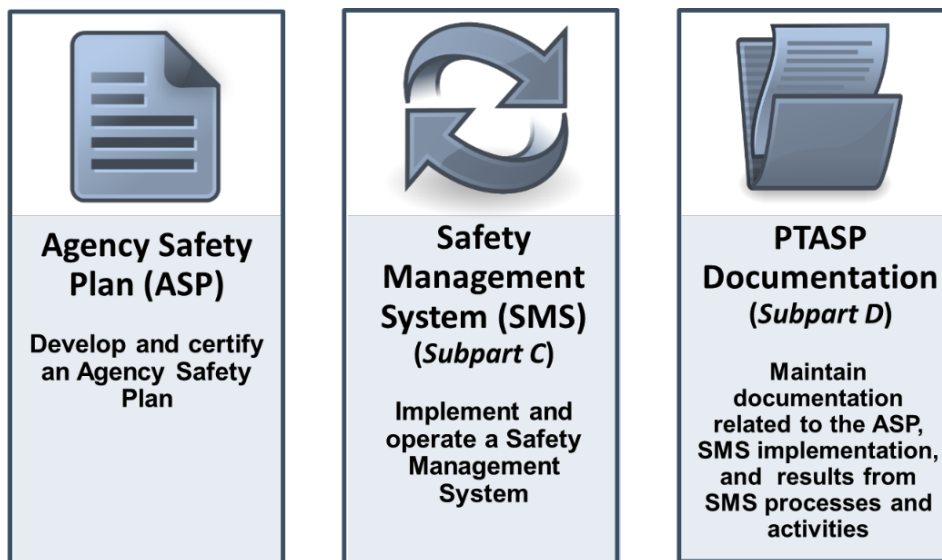 Agency Safety
Plan (ASP)
Develop and certify
an Agency Safety
Plan
Safety
Management
System (SMS)
(Subpart C)
Implement and
operate a Safety
Management
System
PTASP
Documentation
(Subpart D)
Maintain
documentation
related to the ASP,
SMS implementation,
and results from
SMS processes and
activities